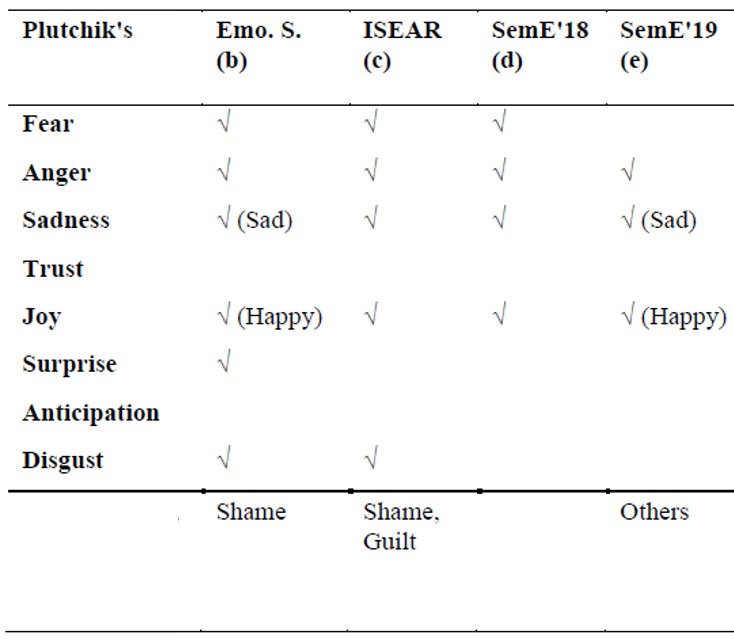 Plutchik's Emo. S. ISEAR SemE'18 SemE'19
(b) (c) (d) (e)
Fear √ √ √
Anger √ √ √ √
Sadness √ (Sad) √ √ √ (Sad)
Trust
Joy √ (Happy) √ √ √ (Happy)
Surprise √
Anticipation
Disgust √ √
Shame Shame, Others
Guilt